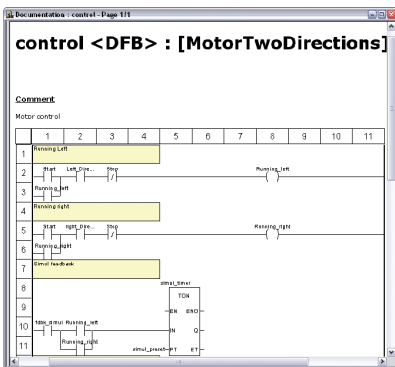 Documentation : control - Page 1/1
control <DFB> : [MotorTwoDirections]
Comment
Motor control
1 2 3 4 5 6 7 8 9 10 11
1 Running Left
2 Start Left_Dire... Stop Running_left
3 Running_left
4 Running right
5 Start right_Dire... Stop Running_right
6 Running_right
7 Simul feedback
8 simul_timer
TON
9 EN ENO
10 fdbk_simul Running_left IN Q
11 Running_right simul_preset PT ET